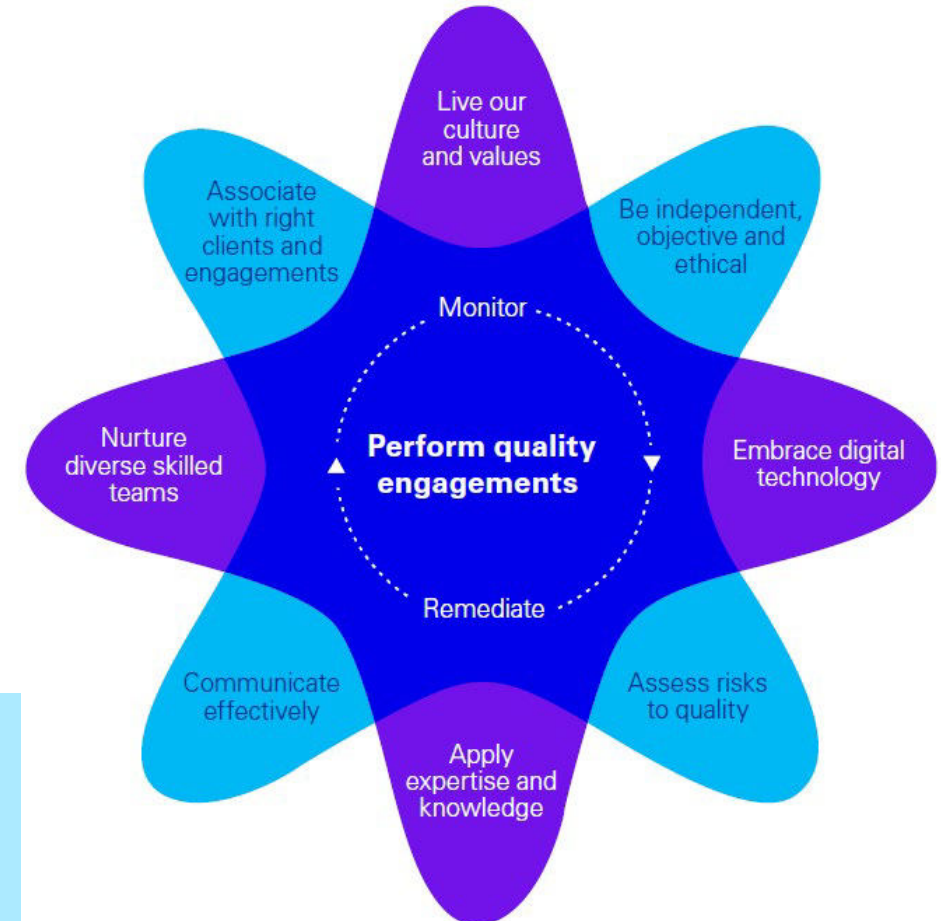 Live our
culture
and values
Be independent,
objective and
ethical
Embrace digital
technology
Assess risks
to quality
Apply
expertise and
knowledge
Communicate
effectively
Nurture
diverse skilled
teams
Associate
with right
clients and
engagements
Monitor
Perform quality
engagements
Remediate